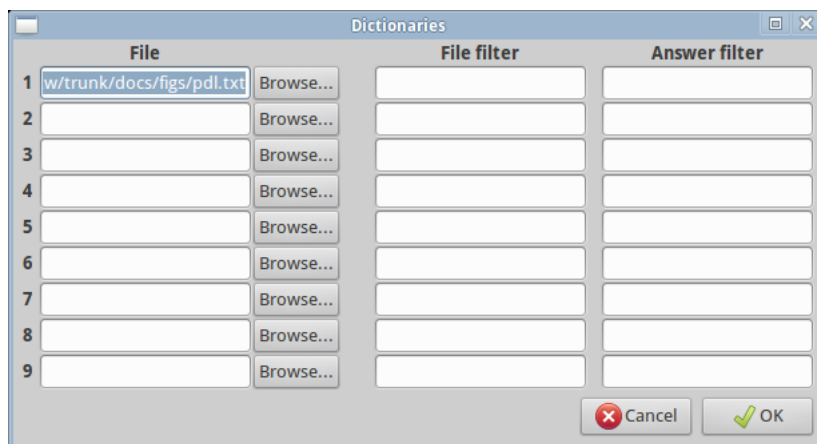 Dictionaries
File File filter Answer filter
1 w/trunk/docs/figs/pdl.txt Browse...
2 Browse...
3 Browse...
4 Browse...
5 Browse...
6 Browse...
7 Browse...
8 Browse...
9 Browse...
Cancel OK